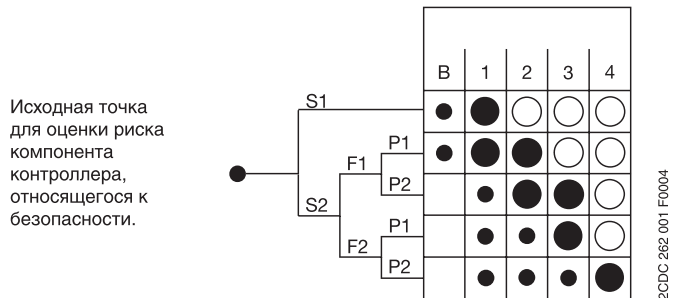 B 1 2 3 4
S1
Исходная точка
для оценки риска
компонента
контроллера,
относящегося к
безопасности.
P1
F1
P2
S2
P1
F2
P2
2CDC 262 001 F0004